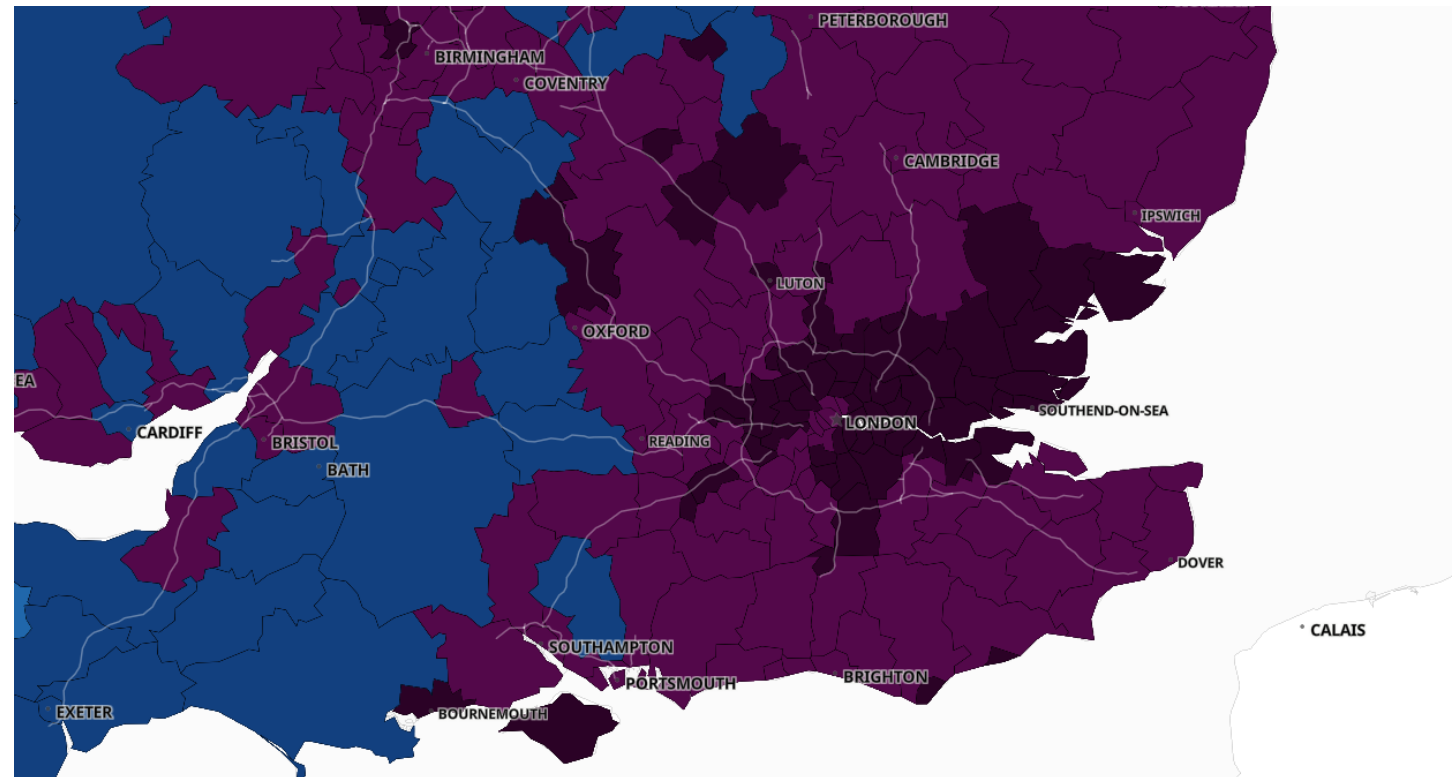 PETERBOROUGH
BIRMINGHAM
COVENTRY
CAMBRIDGE
IPSWICH
LUTON
OXFORD
EA
SOUTHEND-ON-SEA
LONDON
CARDIFF
BRISTOL
READING
BATH
DOVER
CALAIS
SOUTHAMPTON
BRIGHTON
PORTSMOUTH
EXETER
BOURNEMOUTH